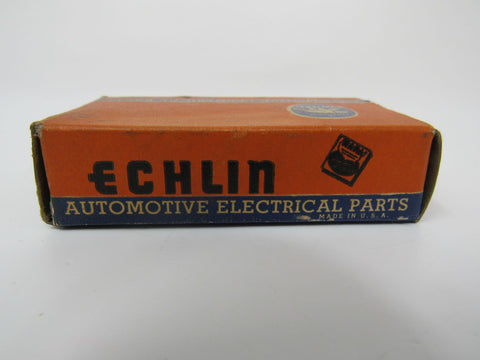 ECHLIN
AUTOMOTIVE ELECTRICAL PARTS
MADE IN U.S.A.